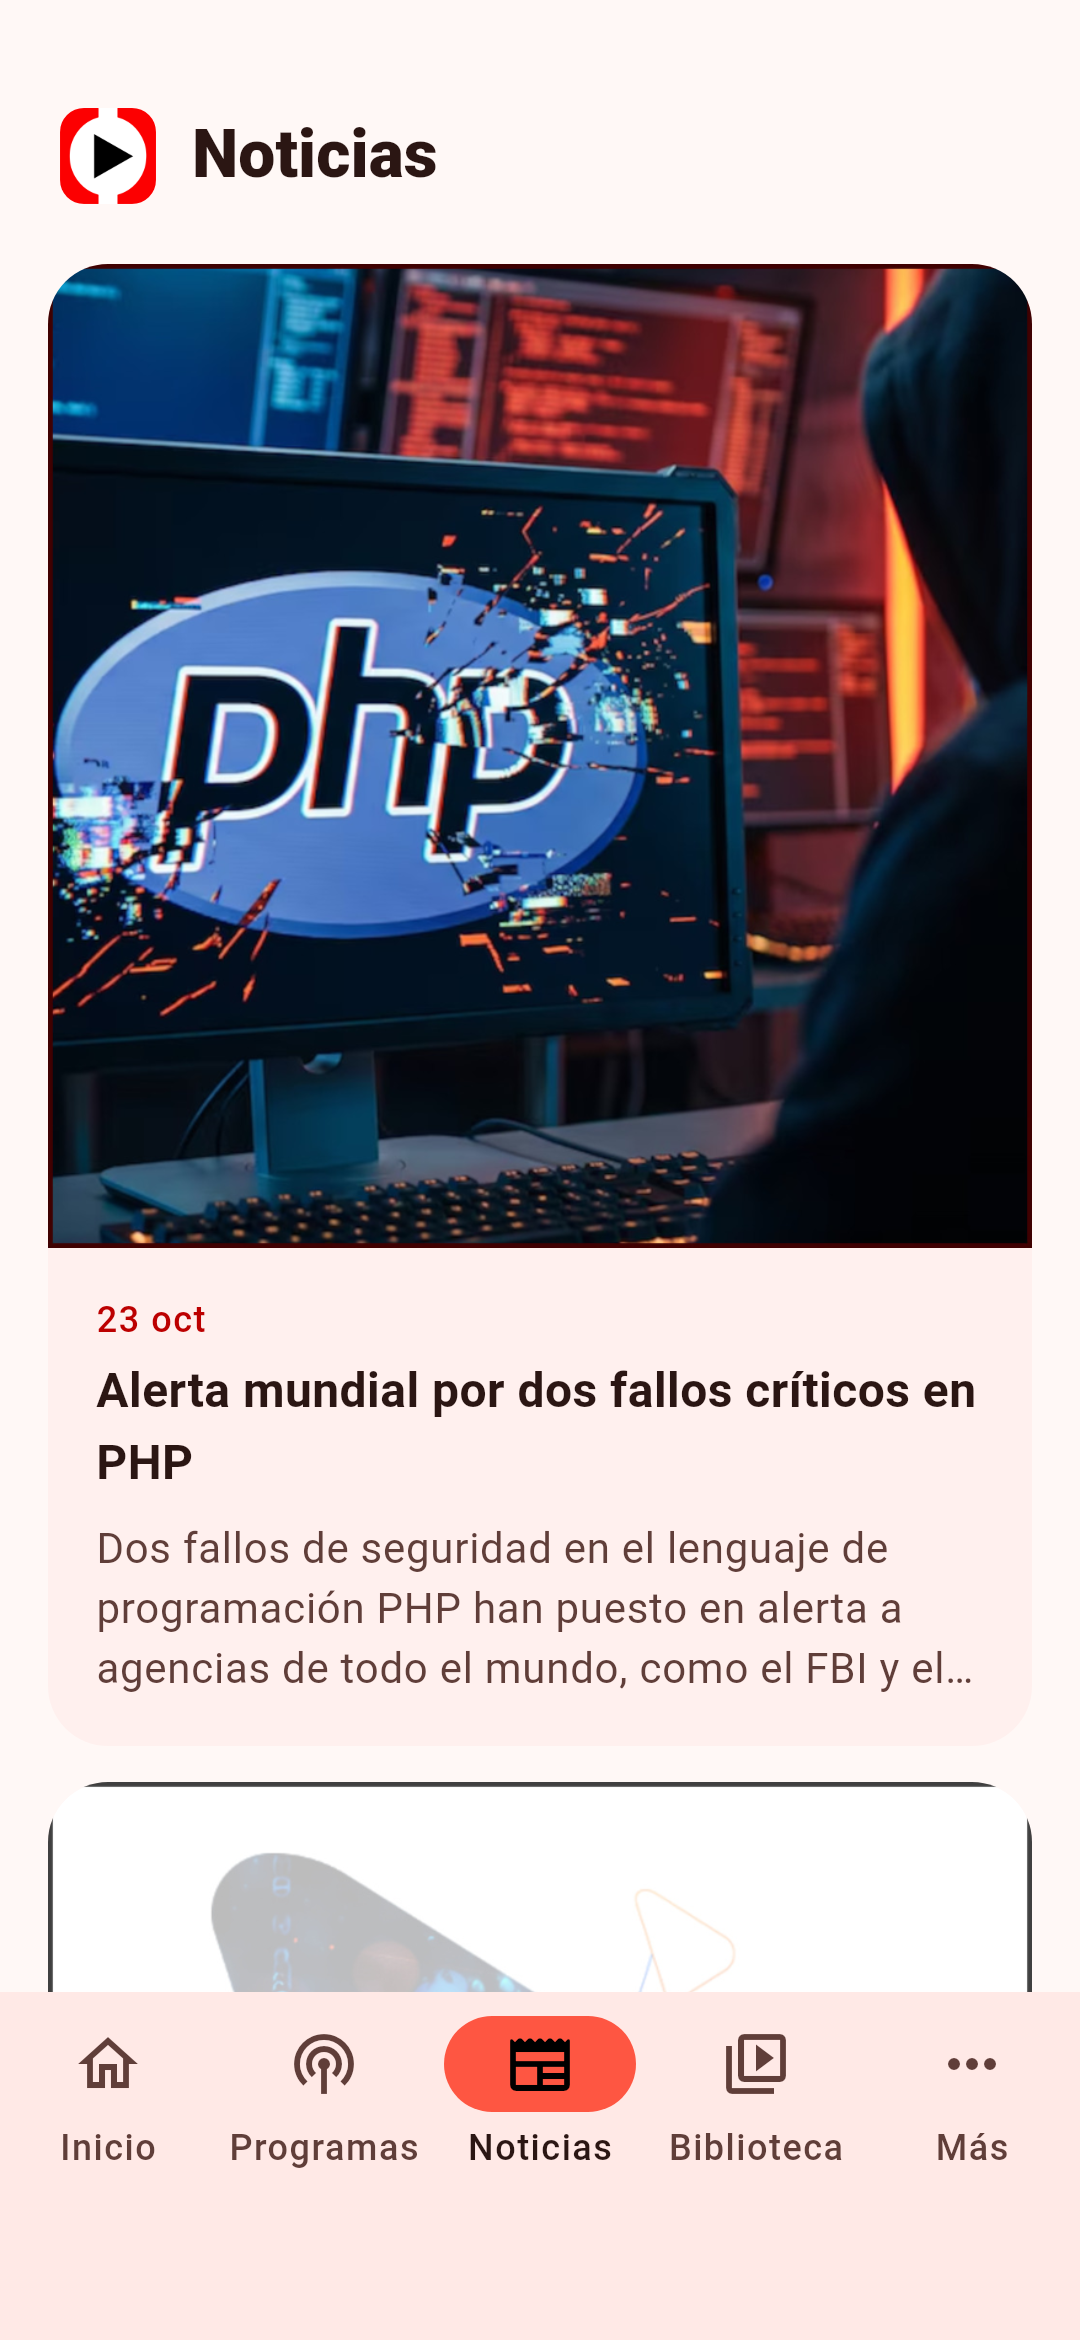 Noticias
php
23 oct
Alerta mundial por dos fallos críticos en
PHP
Dos fallos de seguridad en el lenguaje de
programación PHP han puesto en alerta a
agencias de todo el mundo, como el FBI y el…
Inicio
Programas
Noticias
Biblioteca
Más